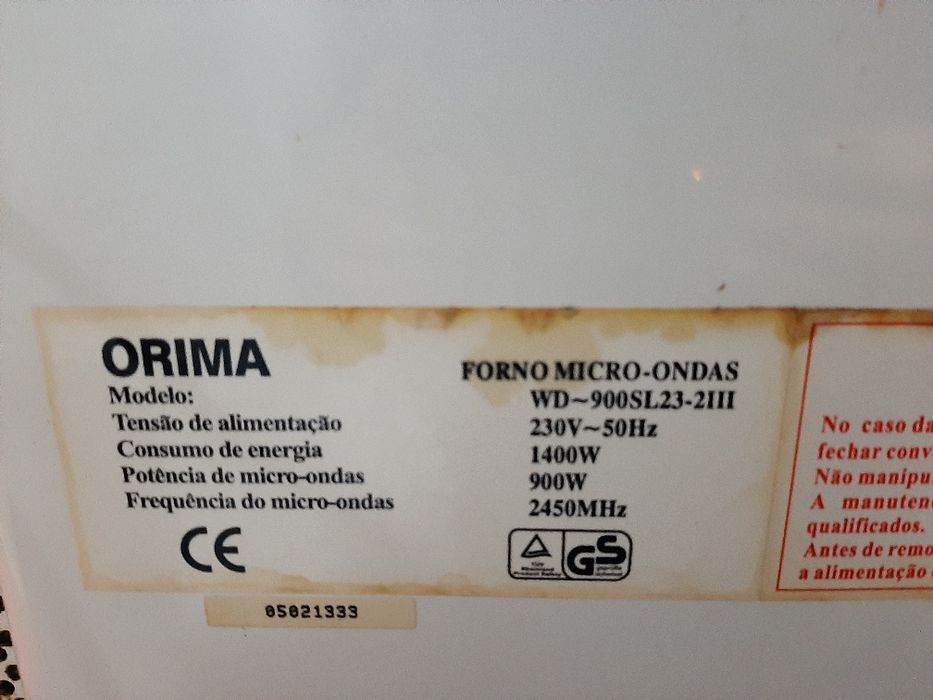 ORIMA
FORNO MICRO-ONDAS
Modelo: WD~900SL23-2III
Tensão de alimentação 230V~50Hz
Consumo de energia 1400W
Potência de micro-ondas 900W
Frequência do micro-ondas 2450MHz
CE
GS
05021333
No caso da
fechar conv
Não manipu
A manuten
qualificados.
Antes de remo
a alimentação